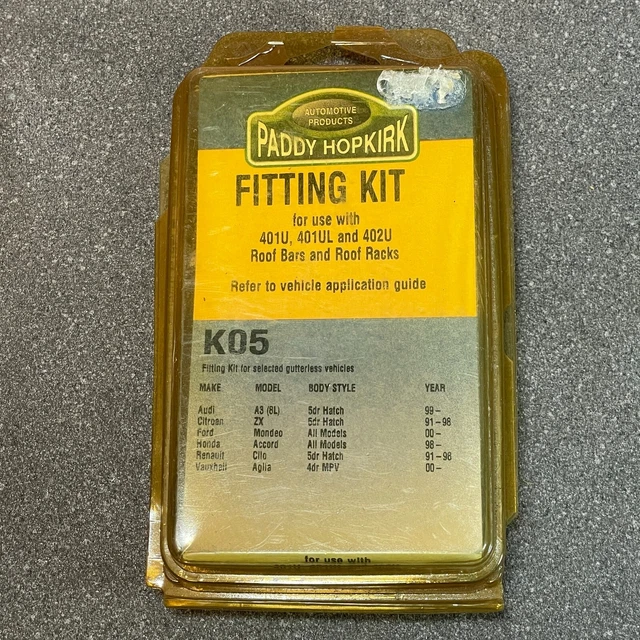 AUTOMOTIVE
PRODUCTS
PADDY HOPKIRK
FITTING KIT
for use with
401U, 401UL and 402U
Roof Bars and Roof Racks
Refer to vehicle application guide
K05
Fitting Kit for selected gutterless vehicles
MAKE MODEL BODY STYLE YEAR
Audi A3 (8L) 5dr Hatch 99–
Citroen ZX 5dr Hatch 91–98
Ford Mondeo All Models 00–
Honda Accord All Models 98–
Renault Clio 5dr Hatch 91–98
Vauxhall Aglia 4dr MPV 00–
for use with